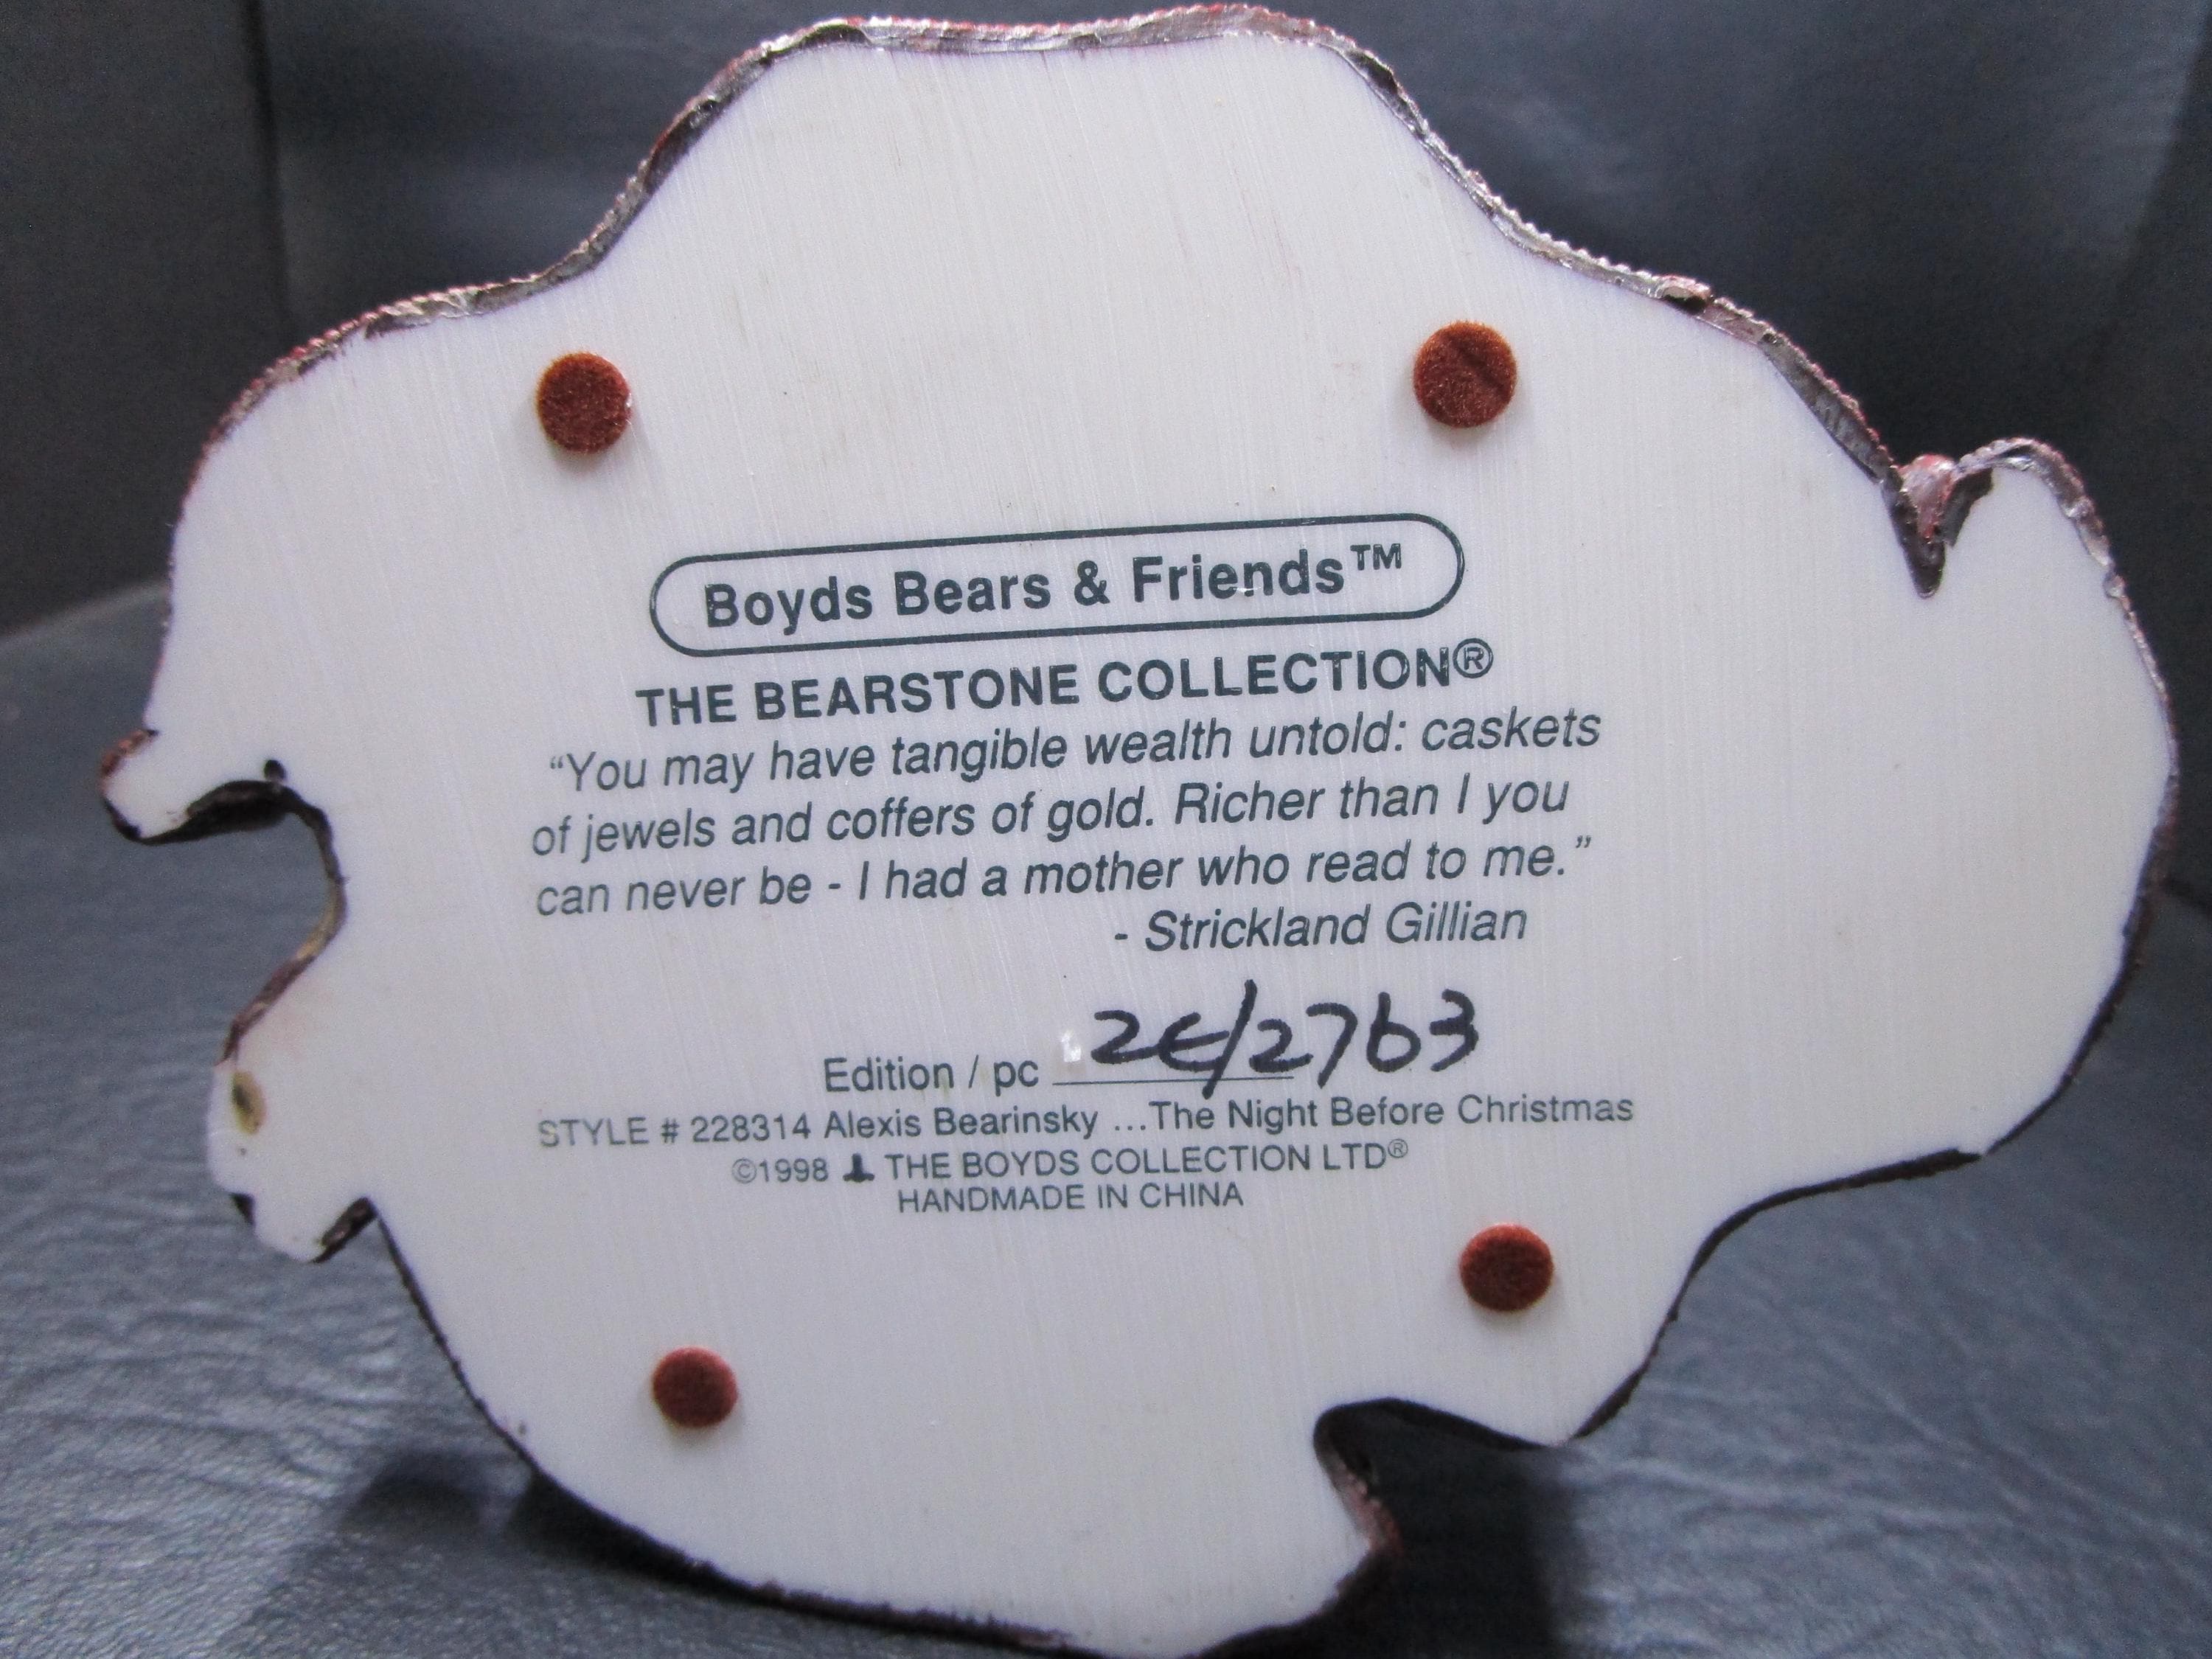 Boyds Bears & Friends™
THE BEARSTONE COLLECTION®
“You may have tangible wealth untold: caskets
of jewels and coffers of gold. Richer than I you
can never be - I had a mother who read to me.”
- Strickland Gillian
Edition / pc 2E/2763
STYLE # 228314 Alexis Bearinsky ...The Night Before Christmas
©1998 THE BOYDS COLLECTION LTD®
HANDMADE IN CHINA